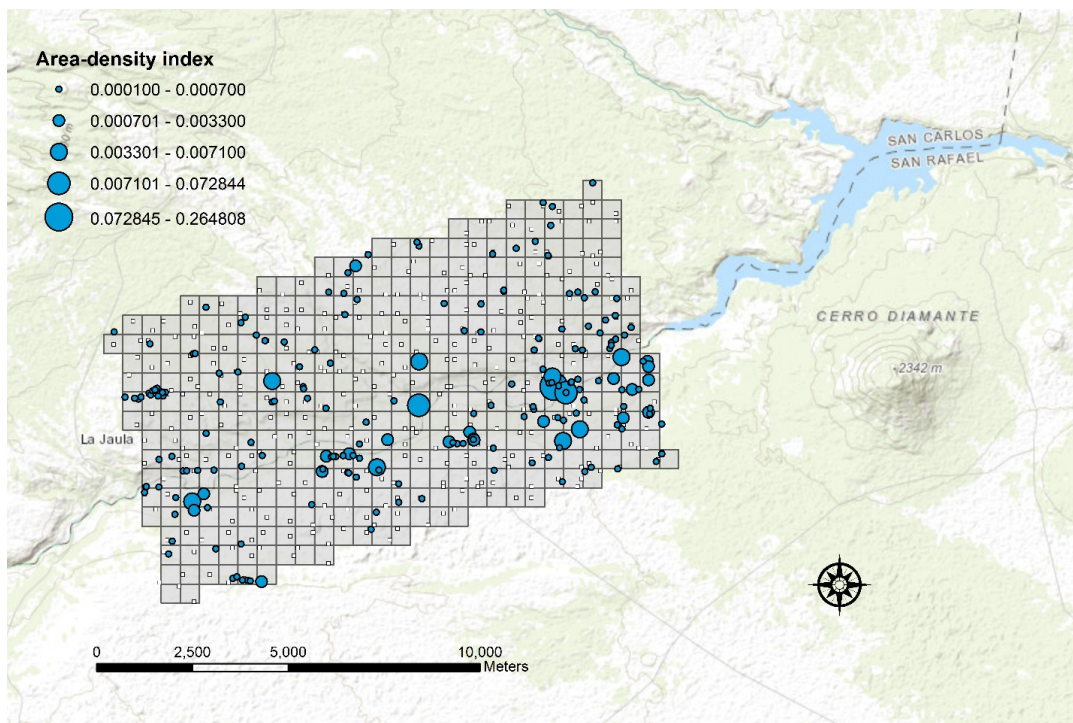 Area-density index
0.000100 - 0.000700
0.000701 - 0.003300
0.003301 - 0.007100
0.007101 - 0.072844
0.072845 - 0.264808
SAN CARLOS
SAN RAFAEL
CERRO DIAMANTE
2342 m
La Jaula
0 2,500 5,000 10,000
Meters